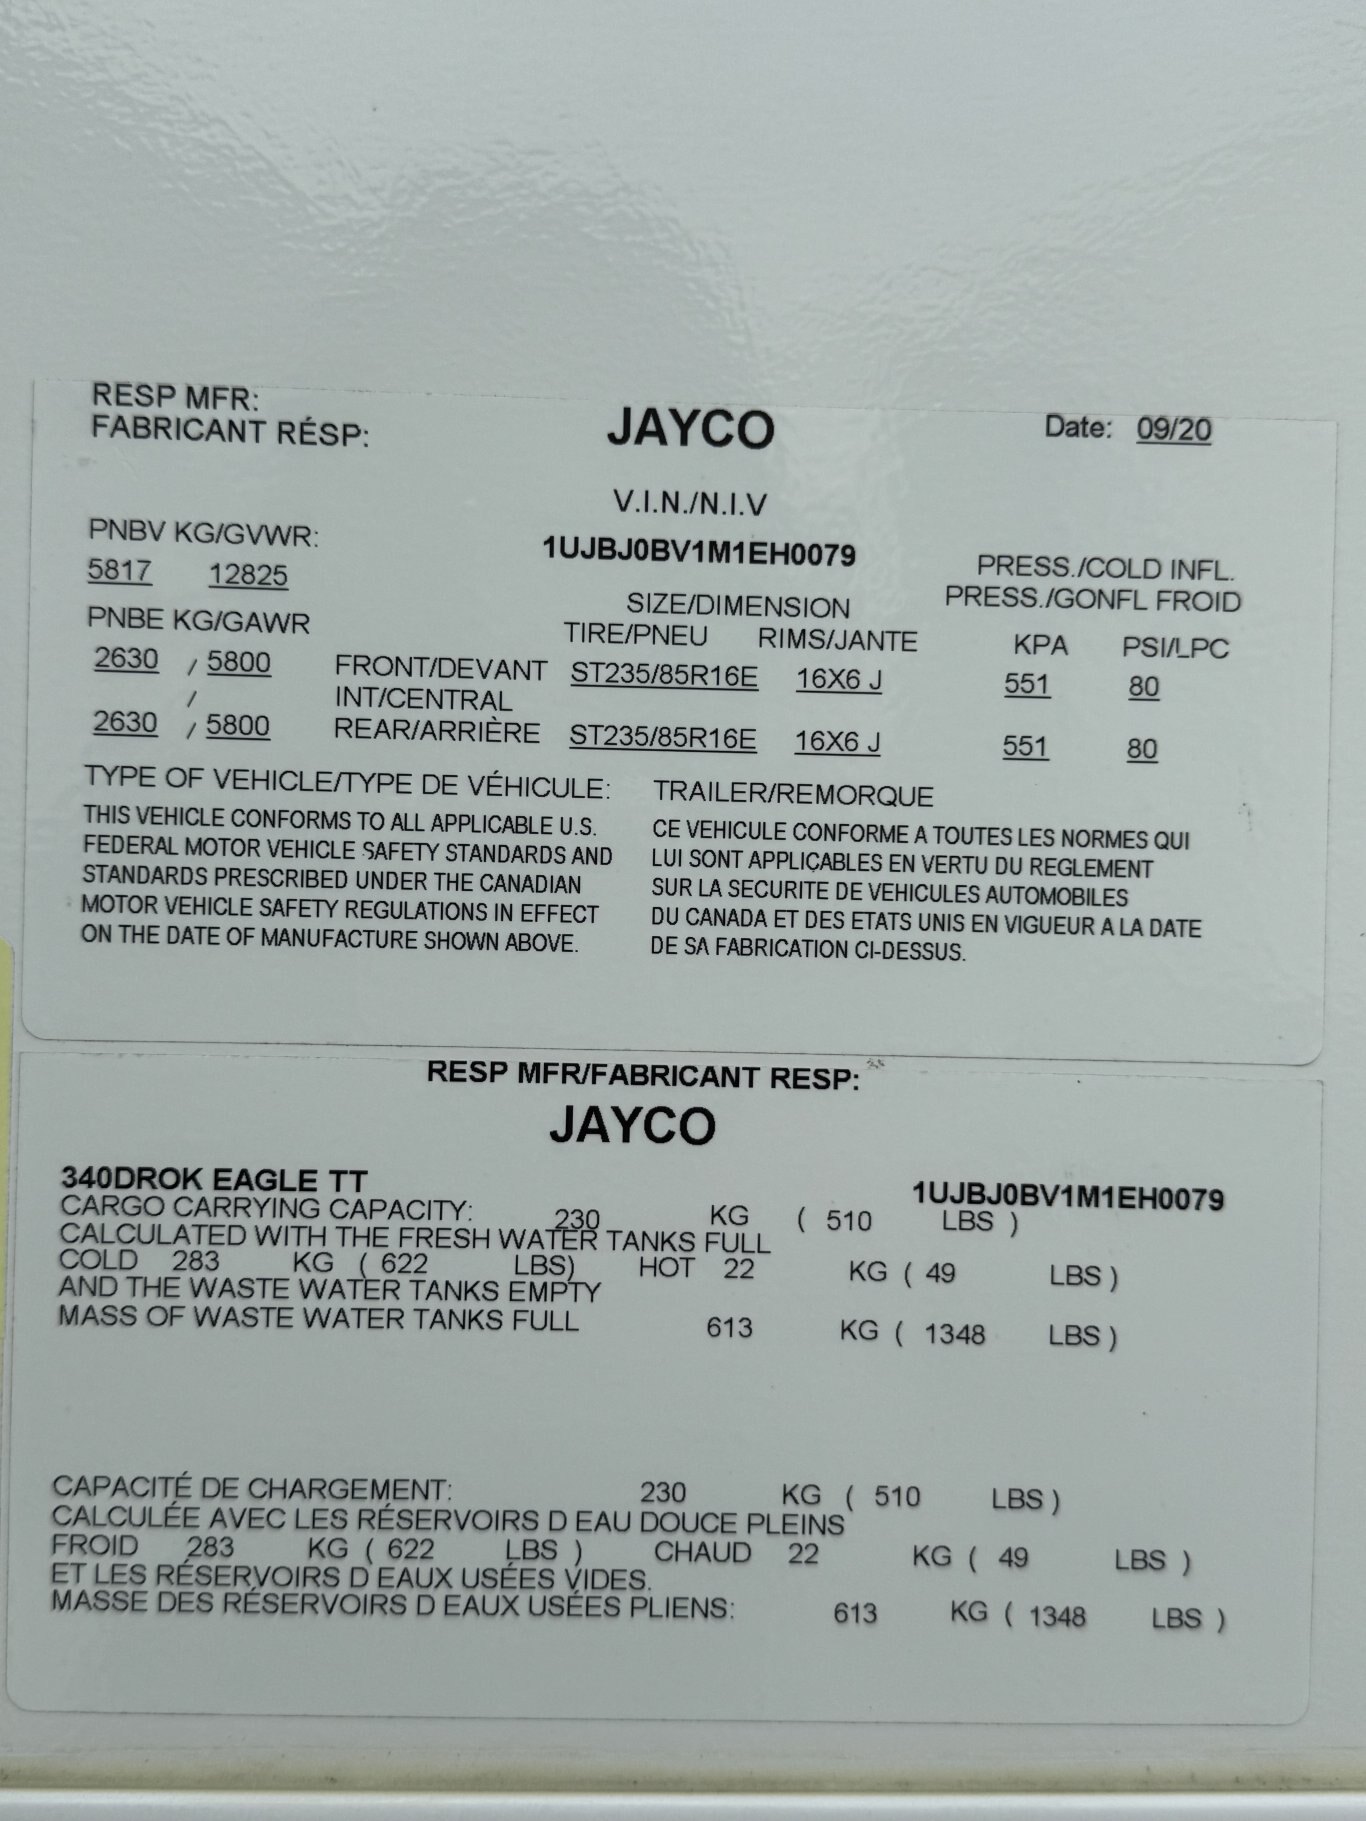 RESP MFR:
FABRICANT RÉSP:
JAYCO
Date: 09/20
V.I.N./N.I.V
PNBV KG/GVWR:
1UJBJ0BV1M1EH0079
5817 12825
PRESS./COLD INFL.
PRESS./GONFL FROID
SIZE/DIMENSION
PNBE KG/GAWR
TIRE/PNEU RIMS/JANTE KPA PSI/LPC
2630 / 5800 FRONT/DEVANT ST235/85R16E 16X6 J 551 80
/ INT/CENTRAL
2630 / 5800 REAR/ARRIÈRE ST235/85R16E 16X6 J 551 80
TYPE OF VEHICLE/TYPE DE VÉHICULE: TRAILER/REMORQUE
THIS VEHICLE CONFORMS TO ALL APPLICABLE U.S.
FEDERAL MOTOR VEHICLE SAFETY STANDARDS AND
STANDARDS PRESCRIBED UNDER THE CANADIAN
MOTOR VEHICLE SAFETY REGULATIONS IN EFFECT
ON THE DATE OF MANUFACTURE SHOWN ABOVE.
CE VEHICULE CONFORME A TOUTES LES NORMES QUI
LUI SONT APPLICABLES EN VERTU DU REGLEMENT
SUR LA SECURITE DE VEHICULES AUTOMOBILES
DU CANADA ET DES ETATS UNIS EN VIGUEUR A LA DATE
DE SA FABRICATION CI-DESSUS.
RESP MFR/FABRICANT RESP:
JAYCO
340DROK EAGLE TT 1UJBJ0BV1M1EH0079
CARGO CARRYING CAPACITY: 230 KG ( 510 LBS )
CALCULATED WITH THE FRESH WATER TANKS FULL
COLD 283 KG ( 622 LBS) HOT 22 KG ( 49 LBS )
AND THE WASTE WATER TANKS EMPTY
MASS OF WASTE WATER TANKS FULL 613 KG ( 1348 LBS )
CAPACITÉ DE CHARGEMENT: 230 KG ( 510 LBS )
CALCULÉE AVEC LES RÉSERVOIRS D EAU DOUCE PLEINS
FROID 283 KG ( 622 LBS ) CHAUD 22 KG ( 49 LBS )
ET LES RÉSERVOIRS D EAUX USÉES VIDES.
MASSE DES RÉSERVOIRS D EAUX USÉES PLIENS: 613 KG ( 1348 LBS )